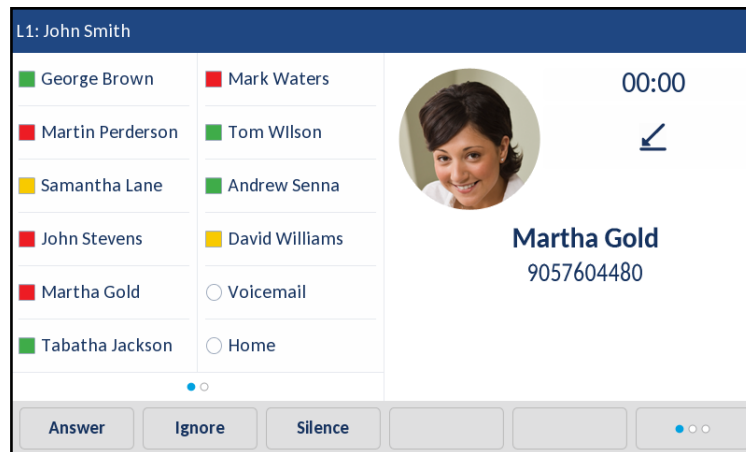 L1: John Smith
George Brown
Mark Waters
Martin Perderson
Tom WIlson
Samantha Lane
Andrew Senna
John Stevens
David Williams
Martha Gold
Voicemail
Tabatha Jackson
Home
00:00
Martha Gold
9057604480
Answer
Ignore
Silence